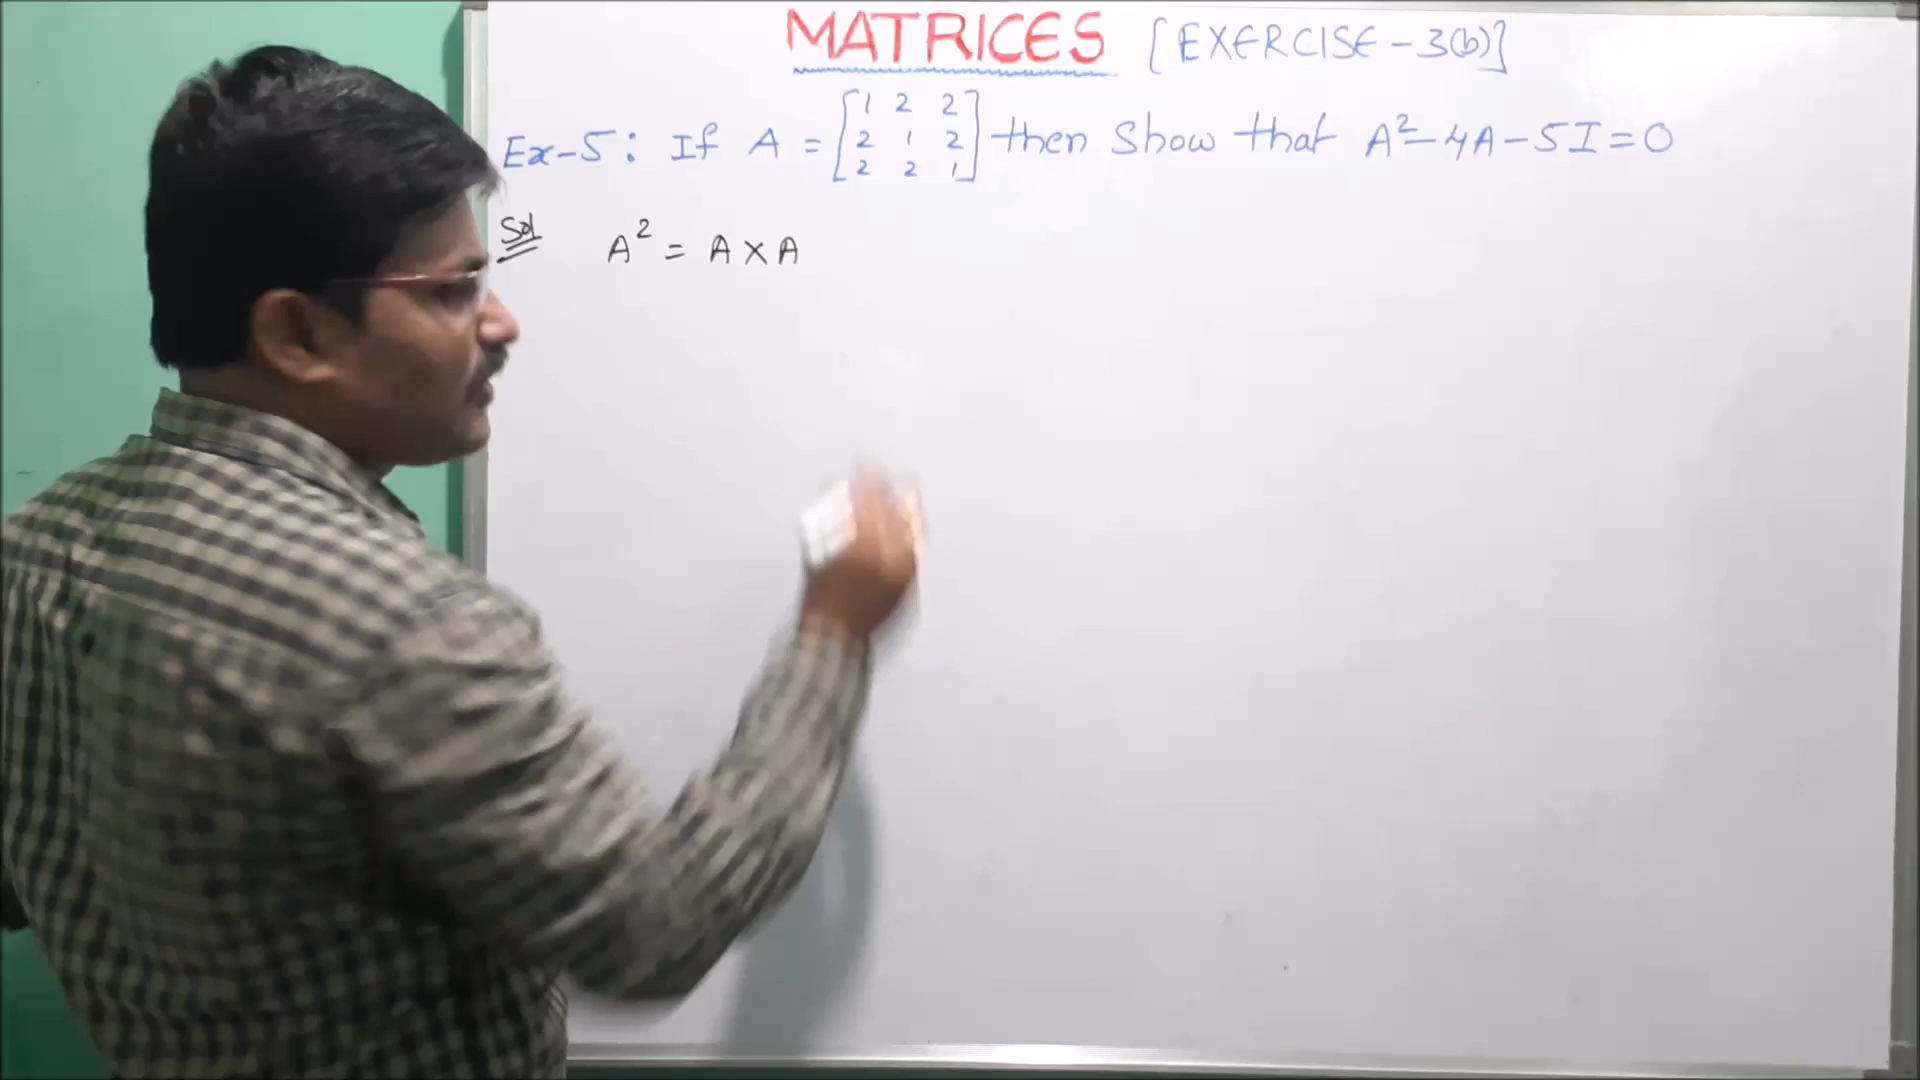 MATRICES [EXERCISE-3(b)]
Ex-5: If A = [1 2 2
2 1 2
2 2 1] then Show that A²-4A-5I=0
Sol A² = A×A